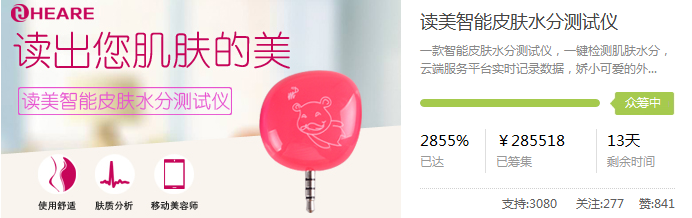 HEARE
读出您肌肤的美
读美智能皮肤水分测试仪
使用舒适
肤质分析
移动美容师
读美智能皮肤水分测试仪
一款智能皮肤水分测试仪，一键检测肌肤水分，
云端服务平台实时记录数据，娇小可爱的外...
众筹中
2855%
已达
￥285518
已筹集
13天
剩余时间
支持:3080 关注:277 赞:841